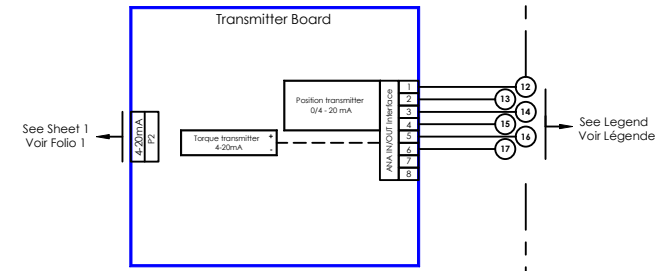 Transmitter Board
Position transmitter
0/4 - 20 mA
ANA IN/OUT Interface
1
2
3
4
5
6
7
8
12
13
14
15
16
17
See Legend
Voir Légende
See Sheet 1
Voir Folio 1
4-20mA
P2
Torque transmitter
4-20mA
+
-